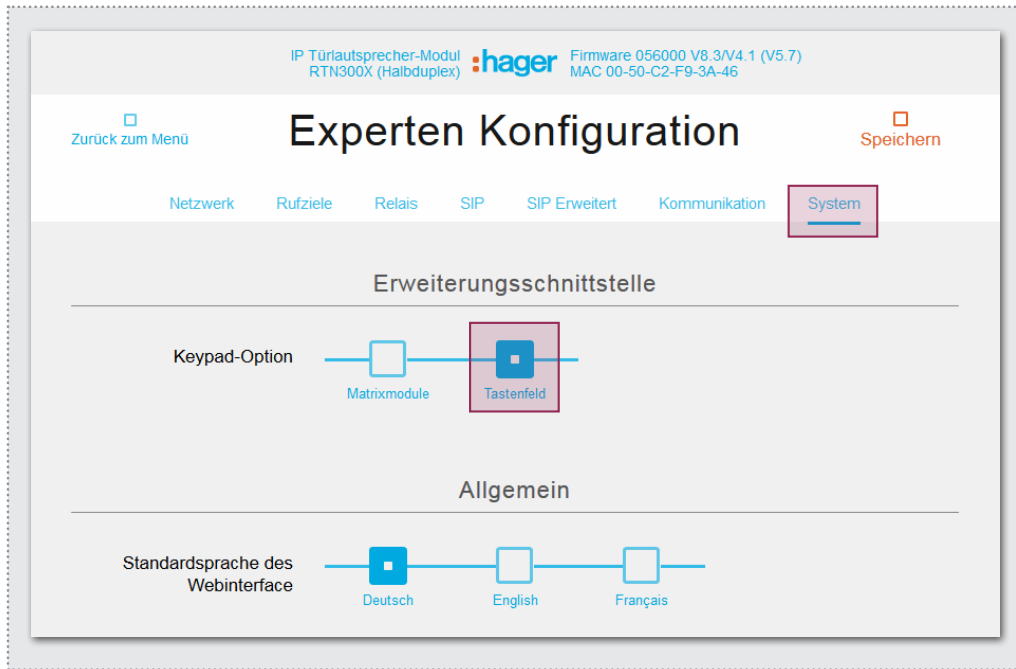 IP Türlautsprecher-Modul
RTN300X (Halbduplex)
:hager
Firmware 056000 V8.3/V4.1 (V5.7)
MAC 00-50-C2-F9-3A-46
Zurück zum Menü
Experten Konfiguration
Speichern
Netzwerk Rufziele Relais SIP SIP Erweitert Kommunikation System
Erweiterungsschnittstelle
Keypad-Option
Matrixmodule Tastenfeld
Allgemein
Standardsprache des
Webinterface
Deutsch English Français